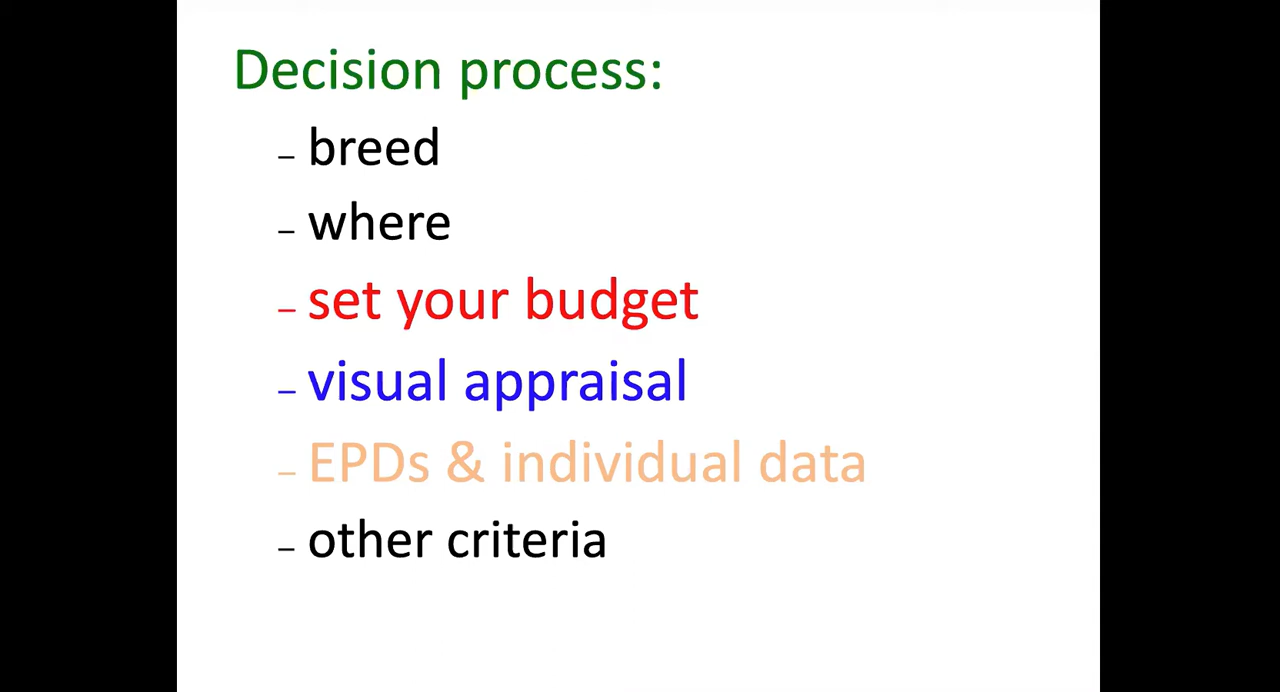 Decision process:
– breed
– where
– set your budget
– visual appraisal
– EPDs & individual data
– other criteria